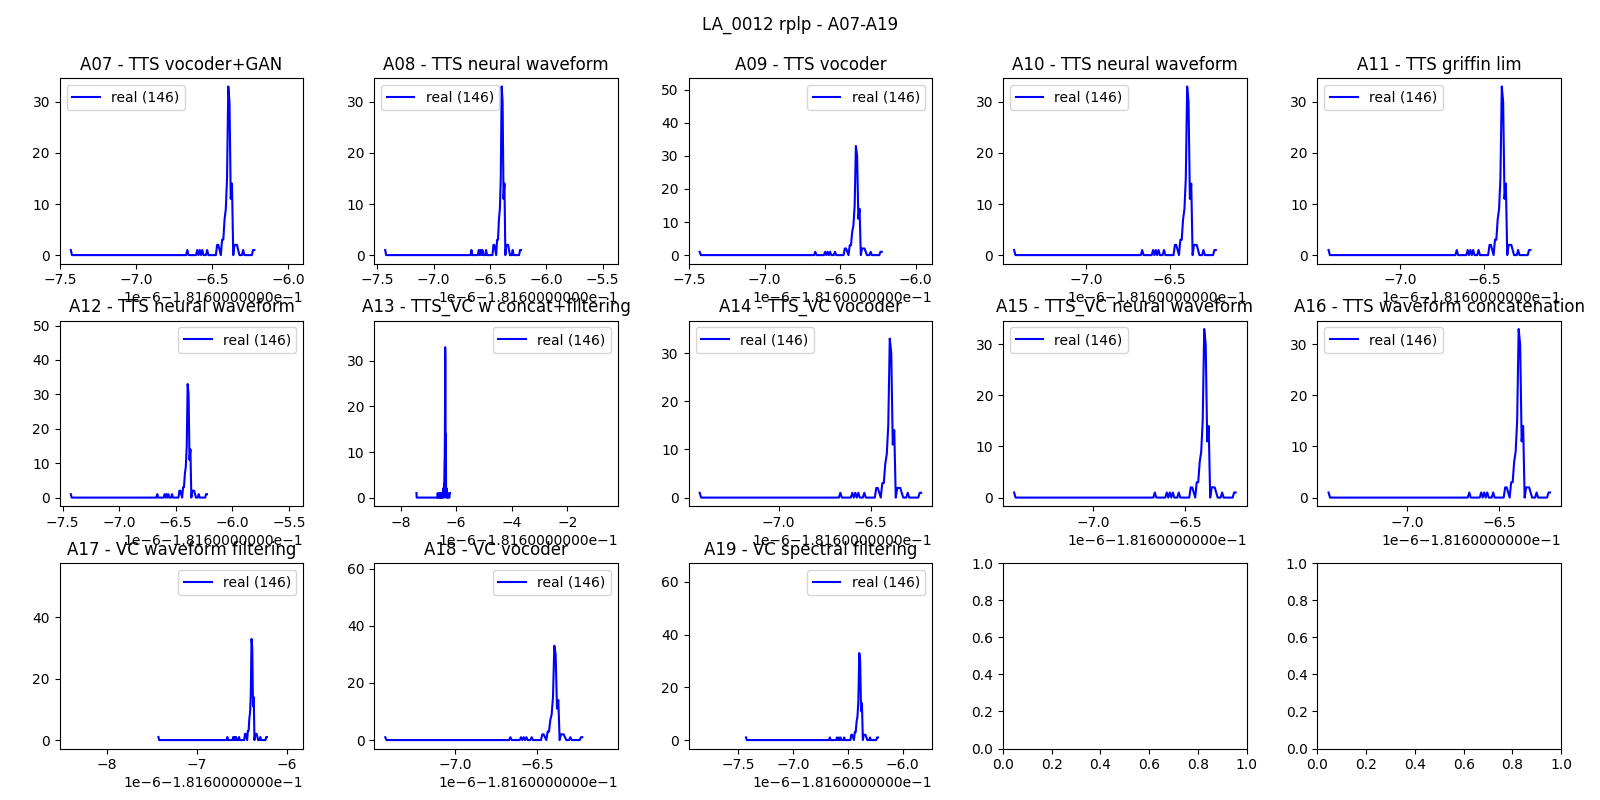 LA_0012 rplp - A07-A19
A07 - TTS vocoder+GAN
real (146)
30
20
10
0
−7.5 −7.0 −6.5 −6.0
1e−6−1.8160000000e−1
A08 - TTS neural waveform
real (146)
30
20
10
0
−7.5 −7.0 −6.5 −6.0 −5.5
1e−6−1.8160000000e−1
A09 - TTS vocoder
real (146)
50
40
30
20
10
0
−7.5 −7.0 −6.5 −6.0
1e−6−1.8160000000e−1
A10 - TTS neural waveform
real (146)
30
20
10
0
−7.0 −6.5
1e−6−1.8160000000e−1
A11 - TTS griffin lim
real (146)
30
20
10
0
−7.0 −6.5
1e−6−1.8160000000e−1
A12 - TTS neural waveform
real (146)
50
40
30
20
10
0
−7.5 −7.0 −6.5 −6.0 −5.5
1e−6−1.8160000000e−1
A13 - TTS_VC w concat+filtering
real (146)
30
20
10
0
−8 −6 −4 −2
1e−6−1.8160000000e−1
A14 - TTS_VC vocoder
real (146)
30
20
10
0
−7.0 −6.5
1e−6−1.8160000000e−1
A15 - TTS_VC neural waveform
real (146)
30
20
10
0
−7.0 −6.5
1e−6−1.8160000000e−1
A16 - TTS waveform concatenation
real (146)
30
20
10
0
−7.0 −6.5
1e−6−1.8160000000e−1
A17 - VC waveform filtering
real (146)
40
20
0
−8 −7 −6
1e−6−1.8160000000e−1
A18 - VC vocoder
real (146)
60
40
20
0
−7.0 −6.5
1e−6−1.8160000000e−1
A19 - VC spectral filtering
real (146)
60
40
20
0
−7.5 −7.0 −6.5 −6.0
1e−6−1.8160000000e−1
1.0
0.8
0.6
0.4
0.2
0.0
0.0 0.2 0.4 0.6 0.8 1.0
1.0
0.8
0.6
0.4
0.2
0.0
0.0 0.2 0.4 0.6 0.8 1.0